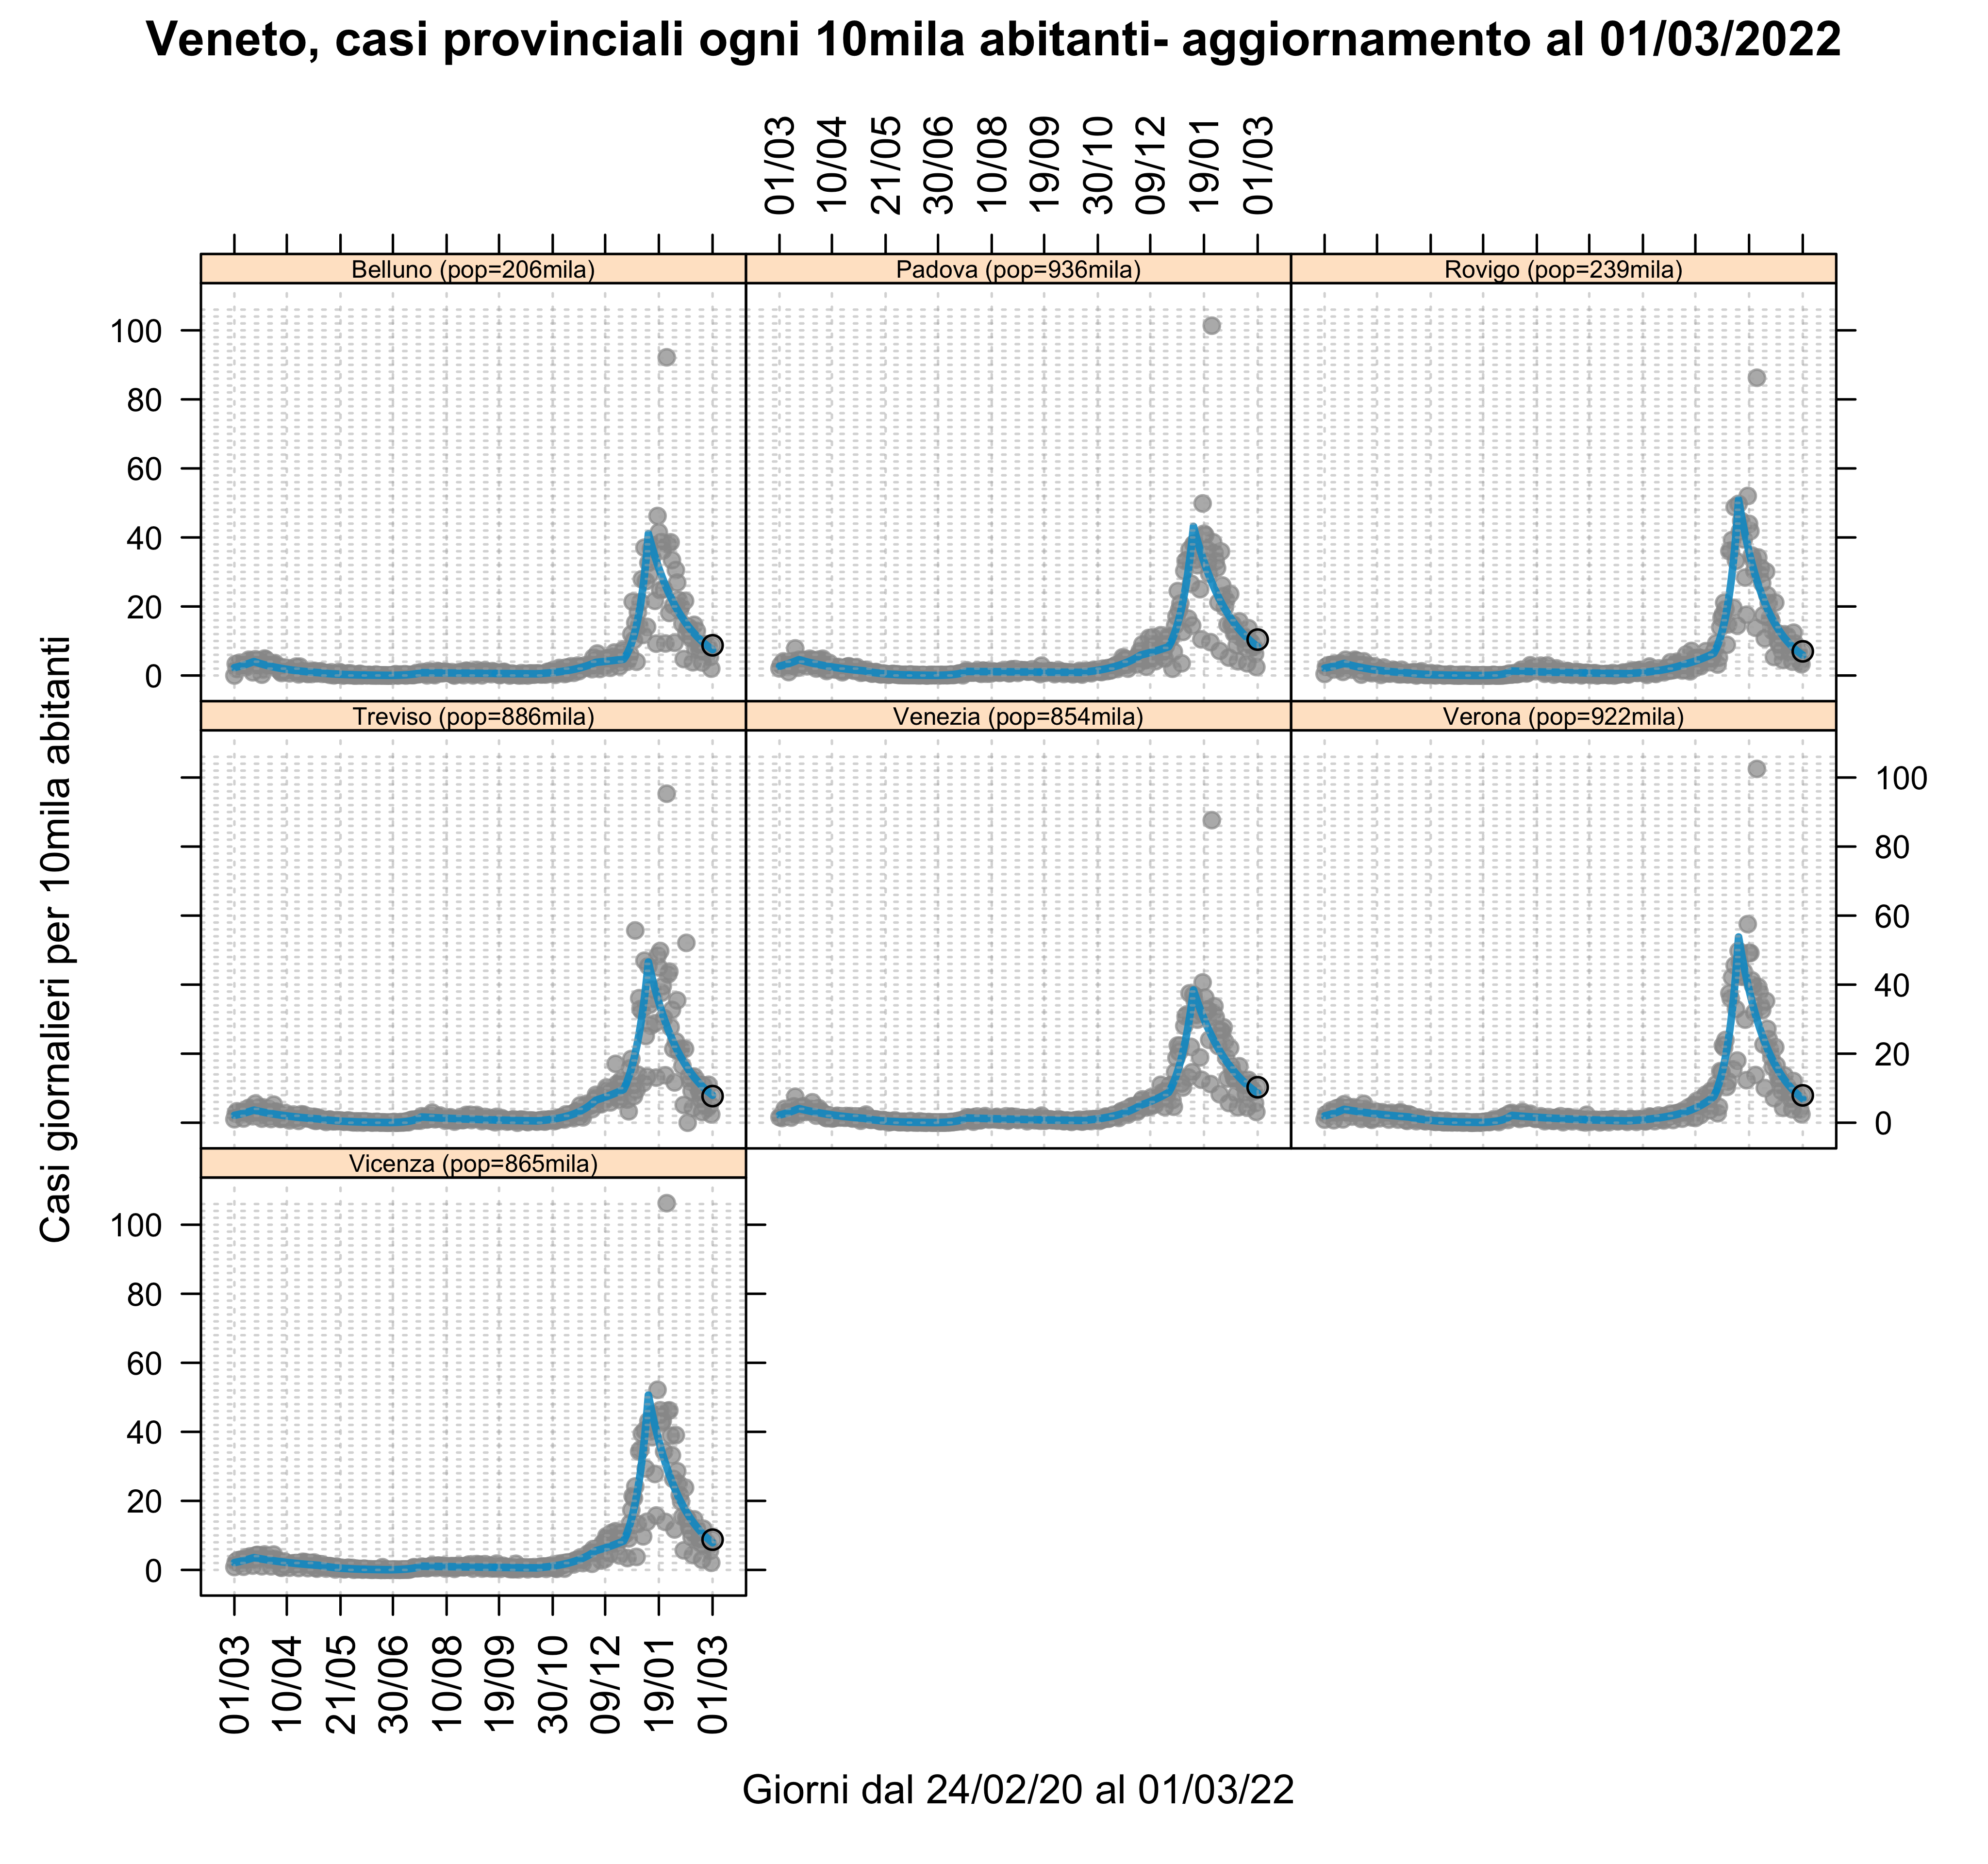 Veneto, casi provinciali ogni 10mila abitanti- aggiornamento al 01/03/2022
01/03 10/04 21/05 30/06 10/08 19/09 30/10 09/12 19/01 01/03
Belluno (pop=206mila) Padova (pop=936mila) Rovigo (pop=239mila)
100
80
60
40
20
0
Treviso (pop=886mila) Venezia (pop=854mila) Verona (pop=922mila)
100
80
60
40
20
0
Casi giornalieri per 10mila abitanti
Vicenza (pop=865mila)
100
80
60
40
20
0
01/03 10/04 21/05 30/06 10/08 19/09 30/10 09/12 19/01 01/03
Giorni dal 24/02/20 al 01/03/22